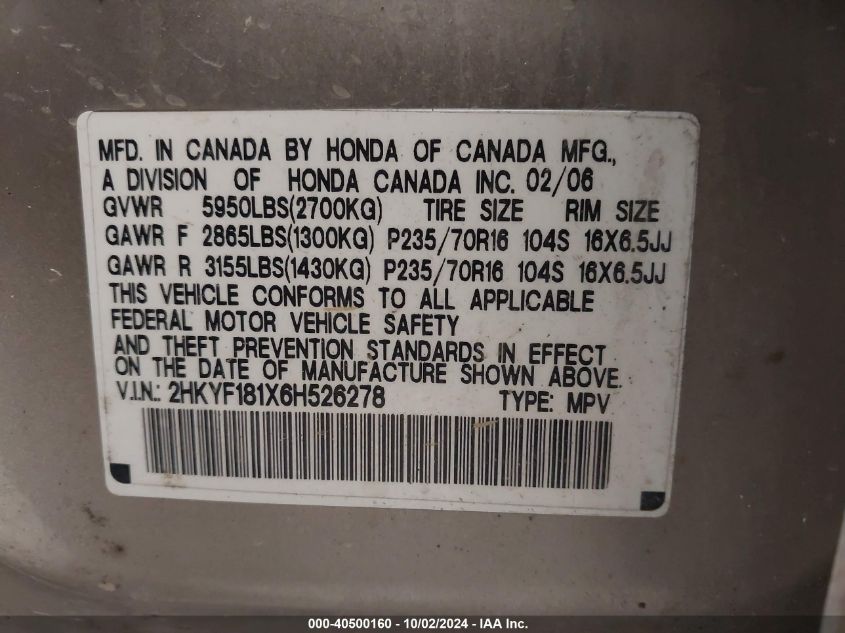 MFD. IN CANADA BY HONDA OF CANADA MFG.,
A DIVISION OF HONDA CANADA INC. 02/06
GVWR 5950LBS(2700KG) TIRE SIZE RIM SIZE
GAWR F 2865LBS(1300KG) P235/70R16 104S 16X6.5JJ
GAWR R 3155LBS(1430KG) P235/70R16 104S 16X6.5JJ
THIS VEHICLE CONFORMS TO ALL APPLICABLE
FEDERAL MOTOR VEHICLE SAFETY
AND THEFT PREVENTION STANDARDS IN EFFECT
ON THE DATE OF MANUFACTURE SHOWN ABOVE.
V.I.N.: 2HKYF181X6H526278 TYPE: MPV
000-40500160 - 10/02/2024 - IAA Inc.